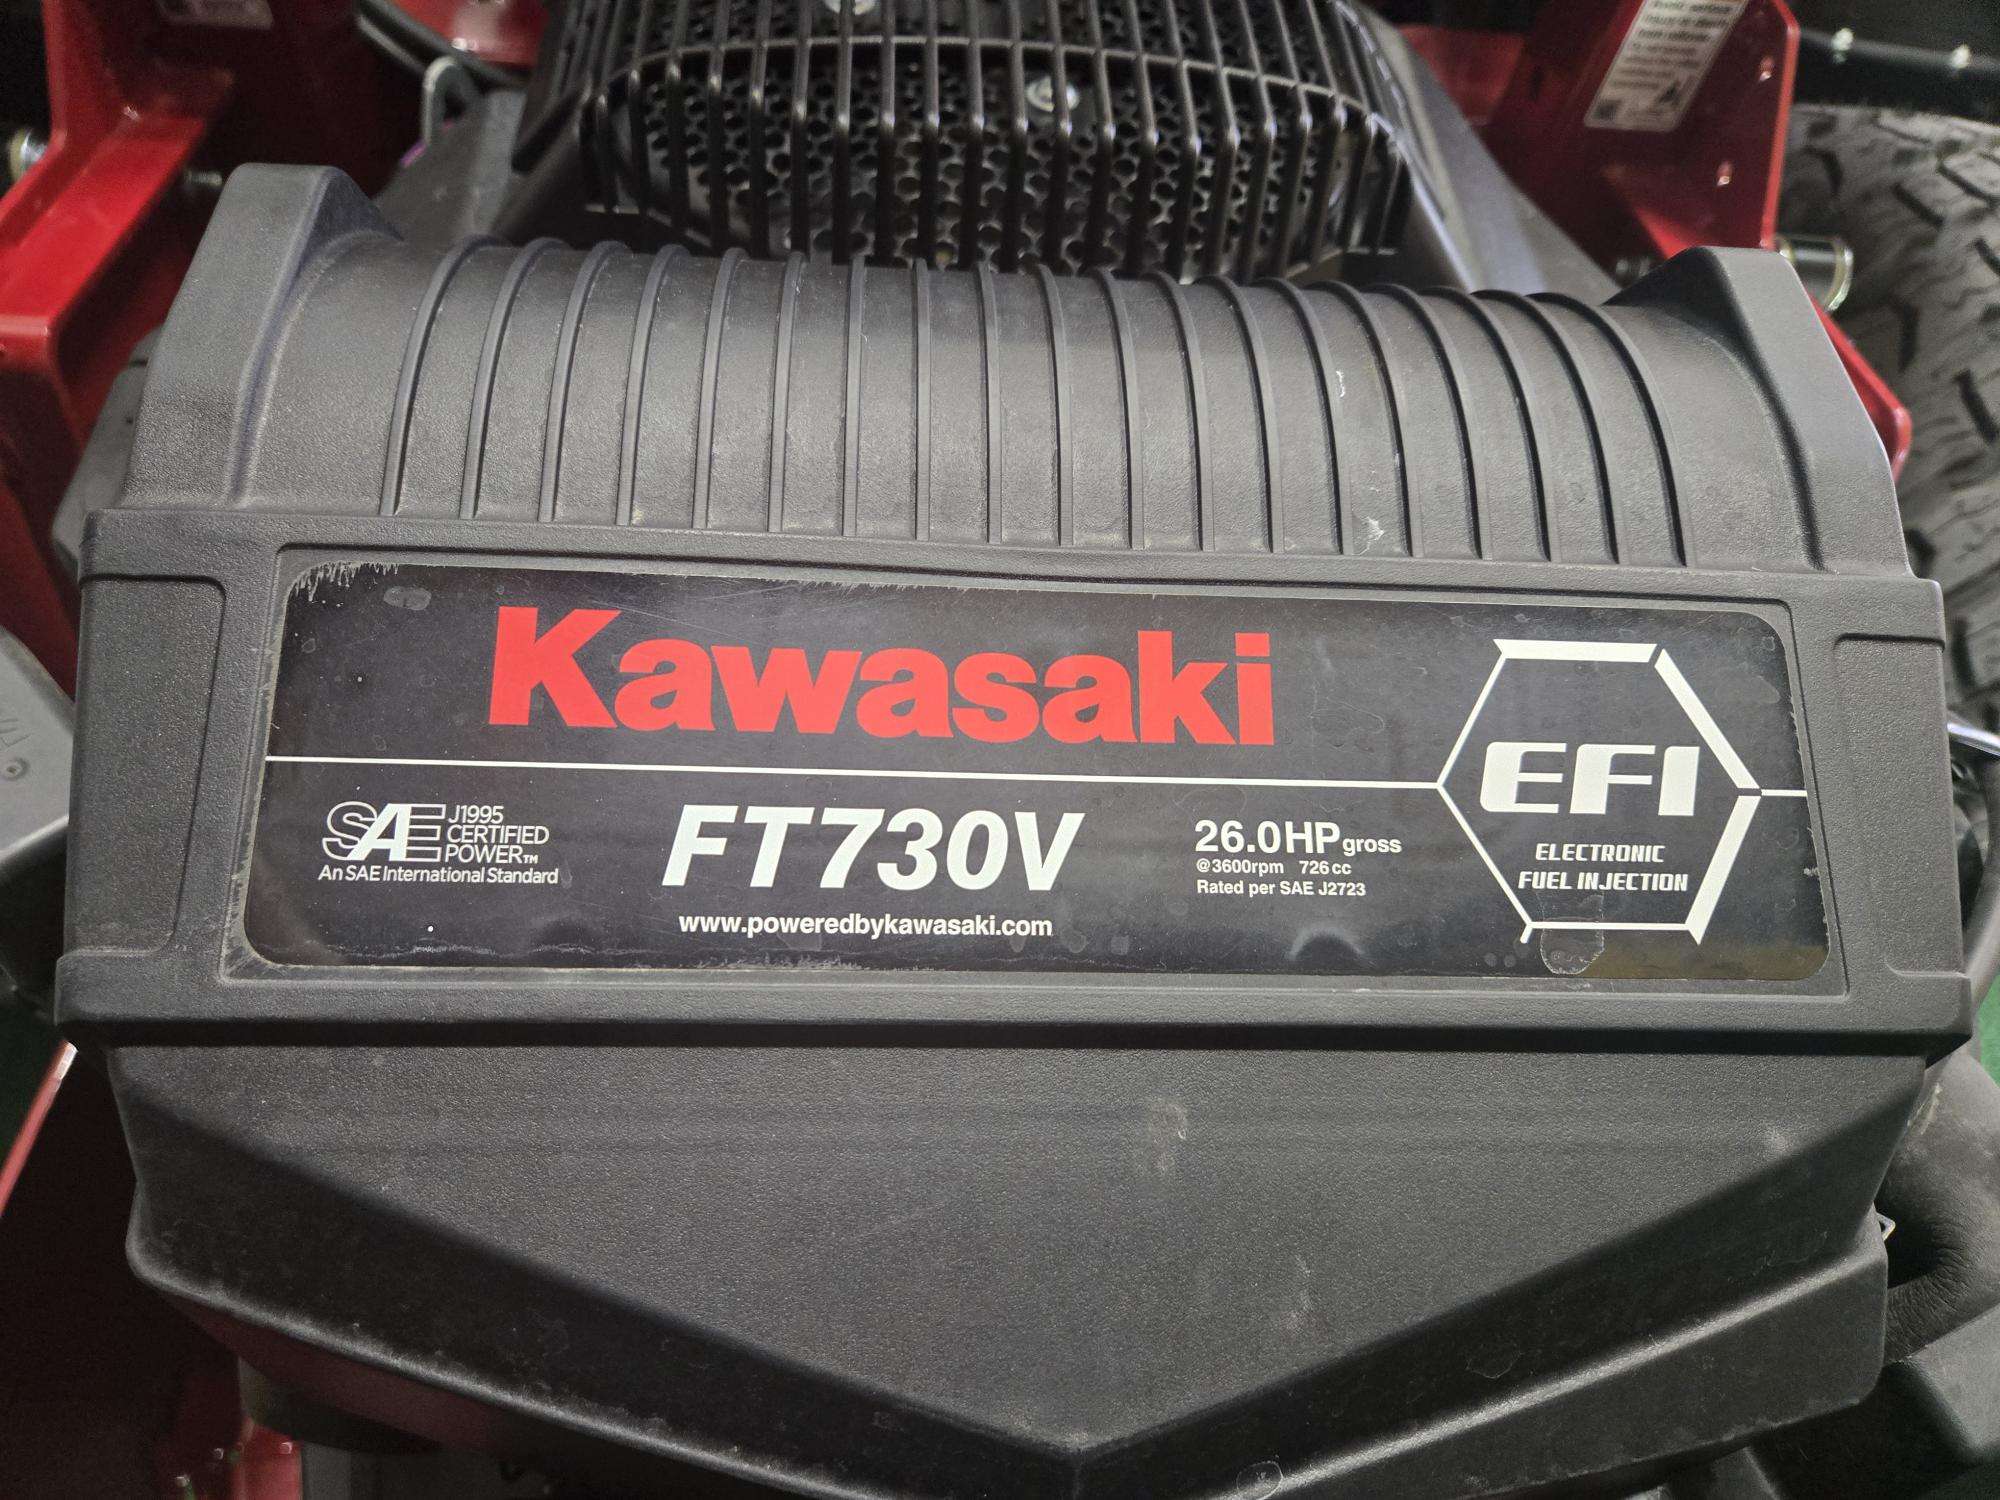 Kawasaki
SAE J1995
CERTIFIED
POWER™
An SAE International Standard
FT730V
www.poweredbykawasaki.com
26.0HP gross
@3600rpm 726cc
Rated per SAE J2723
EFI
ELECTRONIC
FUEL INJECTION